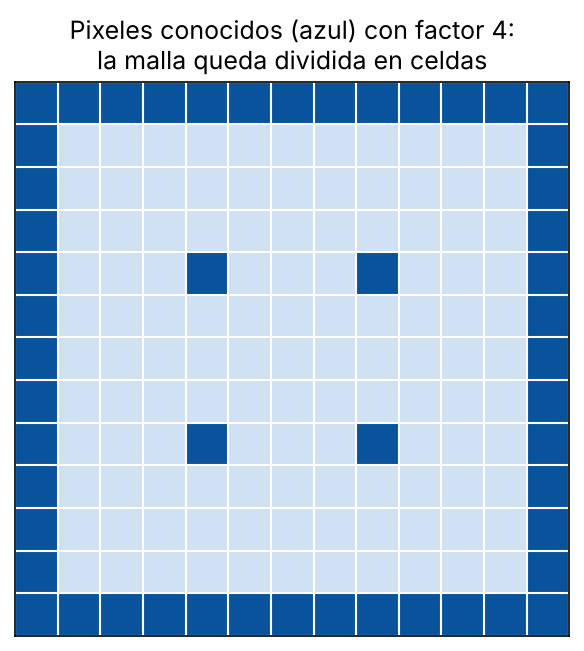 Pixeles conocidos (azul) con factor 4:
la malla queda dividida en celdas